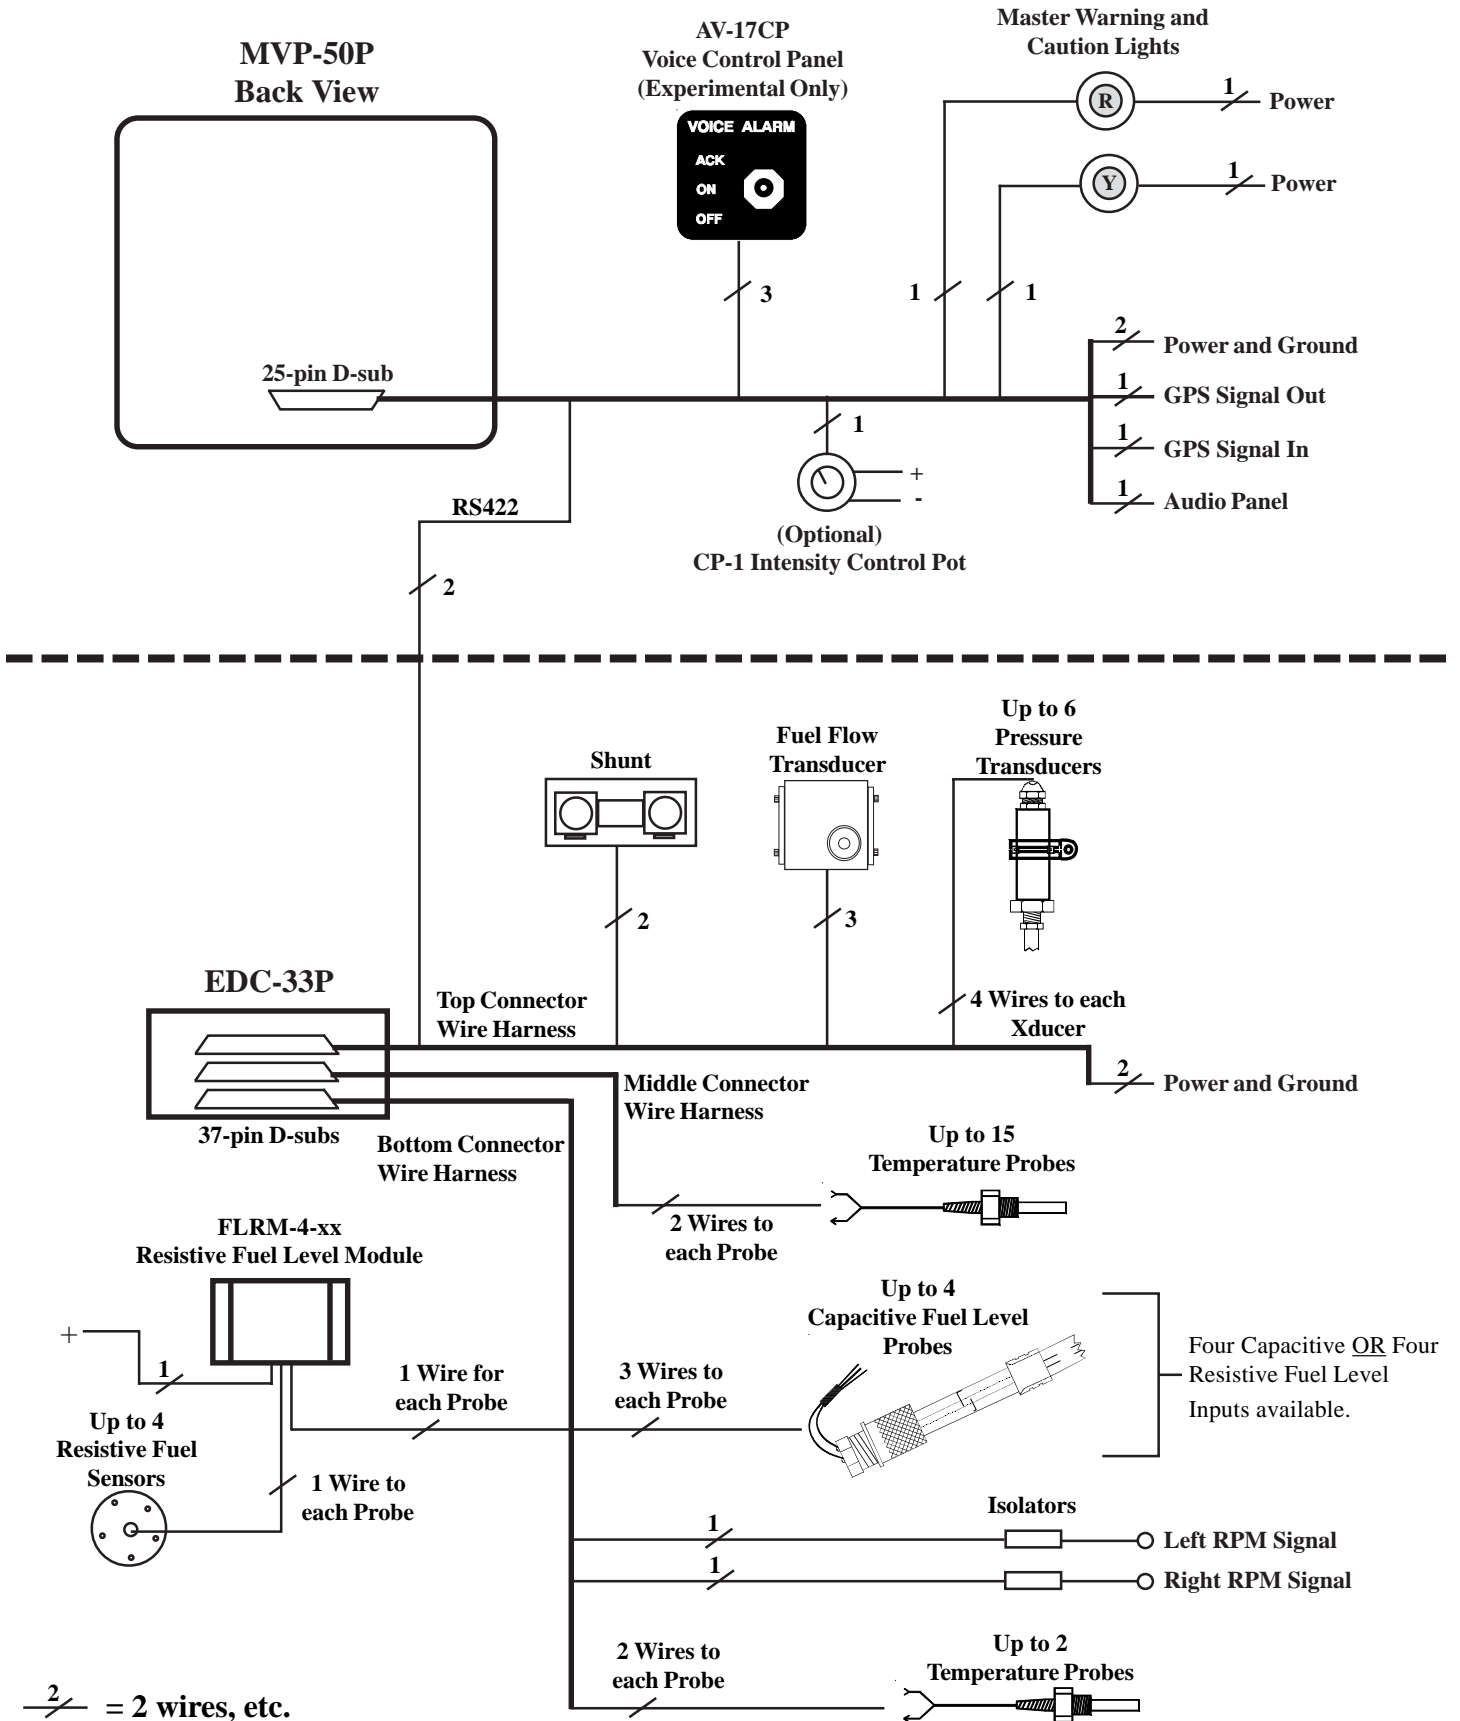 MVP-50P
Back View
AV-17CP
Voice Control Panel
(Experimental Only)
VOICE ALARM
ACK
ON
OFF
3
Master Warning and
Caution Lights
R
1
Power
Y
1
Power
1
1
25-pin D-sub
2
Power and Ground
1
GPS Signal Out
1
GPS Signal In
1
Audio Panel
1
+
-
(Optional)
CP-1 Intensity Control Pot
RS422
2
Shunt
2
Fuel Flow
Transducer
3
Up to 6
Pressure
Transducers
4 Wires to each
Xducer
EDC-33P
Top Connector
Wire Harness
2
Power and Ground
Middle Connector
Wire Harness
37-pin D-subs
Bottom Connector
Wire Harness
Up to 15
Temperature Probes
2 Wires to
each Probe
FLRM-4-xx
Resistive Fuel Level Module
+
1
Up to 4
Resistive Fuel
Sensors
1 Wire to
each Probe
1 Wire for
each Probe
3 Wires to
each Probe
Up to 4
Capacitive Fuel Level
Probes
Four Capacitive OR Four
Resistive Fuel Level
Inputs available.
Isolators
1
Left RPM Signal
1
Right RPM Signal
2 Wires to
each Probe
Up to 2
Temperature Probes
2
= 2 wires, etc.